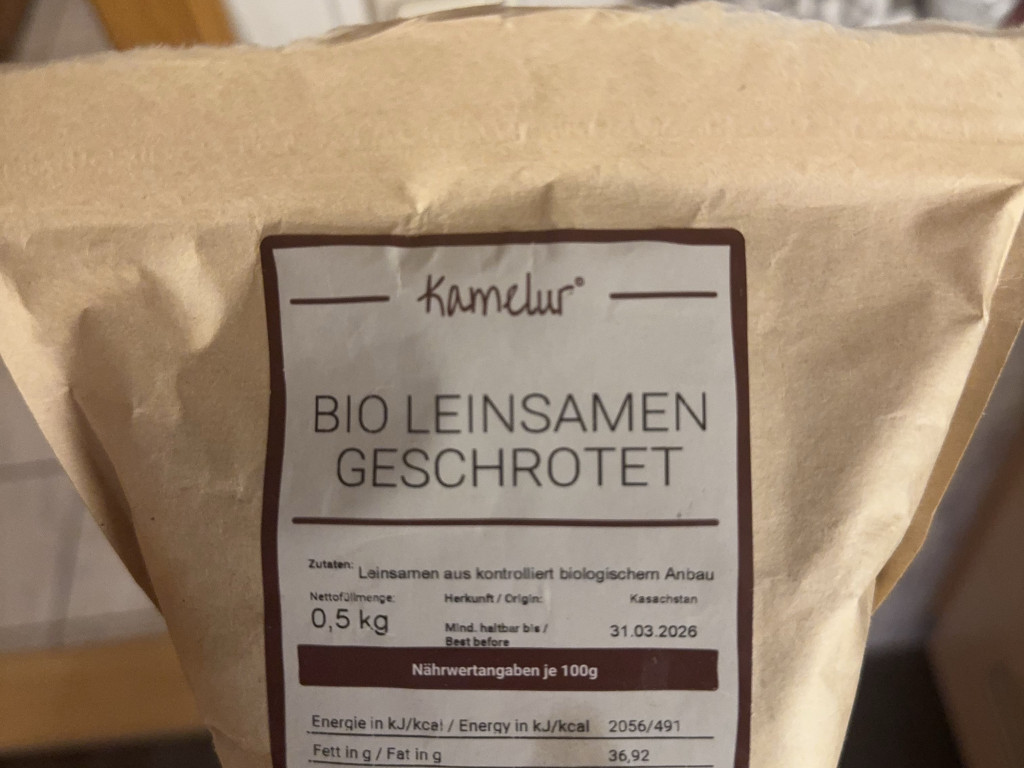 Kamelur®
BIO LEINSAMEN
GESCHROTET
Zutaten: Leinsamen aus kontrolliert biologischem Anbau
Nettofüllmenge: Herkunft / Origin: Kasachstan
0,5 kg Mind. haltbar bis / 31.03.2026
Best before
Nährwertangaben je 100g
Energie in kJ/kcal / Energy in kJ/kcal 2056/491
Fett in g / Fat in g 36,92